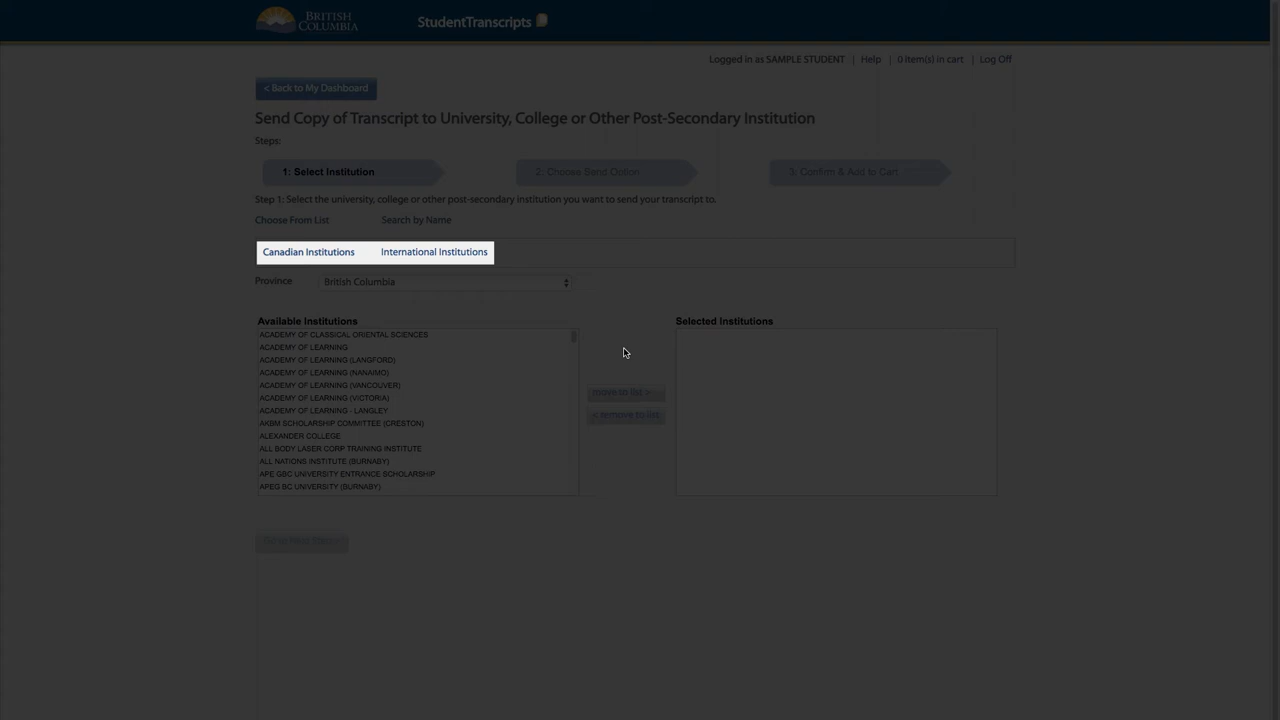 BRITISH
COLUMBIA
StudentTranscripts
Logged in as SAMPLE STUDENT | Help | 0 item(s) in cart | Log Off
< Back to My Dashboard
Send Copy of Transcript to University, College or Other Post-Secondary Institution
Steps:
1: Select Institution
2: Choose Send Option
3: Confirm & Add to Cart
Step 1: Select the university, college or other post-secondary institution you want to send your transcript to.
Choose From List
Search by Name
Canadian Institutions
International Institutions
Province
British Columbia
Available Institutions
ACADEMY OF CLASSICAL ORIENTAL SCIENCES
ACADEMY OF LEARNING
ACADEMY OF LEARNING (LANGFORD)
ACADEMY OF LEARNING (NANAIMO)
ACADEMY OF LEARNING (VANCOUVER)
ACADEMY OF LEARNING (VICTORIA)
ACADEMY OF LEARNING - LANGLEY
AKBM SCHOLARSHIP COMMITTEE (CRESTON)
ALEXANDER COLLEGE
ALL BODY LASER CORP TRAINING INSTITUTE
ALL NATIONS INSTITUTE (BURNABY)
APE GBC UNIVERSITY ENTRANCE SCHOLARSHIP
APEG BC UNIVERSITY (BURNABY)
move to list >
< remove to list
Selected Institutions